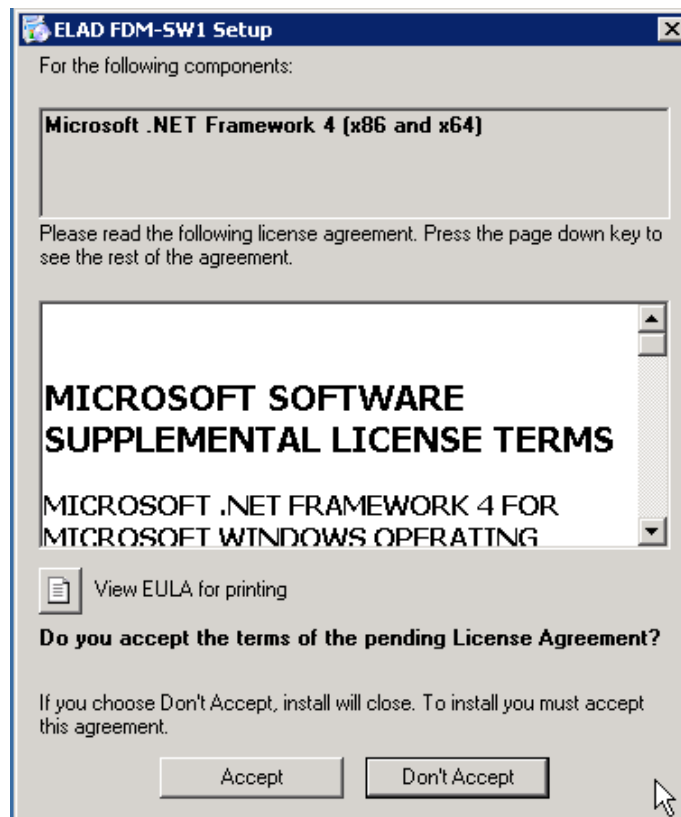 ELAD FDM-SW1 Setup
For the following components:
Microsoft .NET Framework 4 (x86 and x64)
Please read the following license agreement. Press the page down key to
see the rest of the agreement.
MICROSOFT SOFTWARE
SUPPLEMENTAL LICENSE TERMS
MICROSOFT .NET FRAMEWORK 4 FOR
MICROSOFT WINDOWS OPERATING
View EULA for printing
Do you accept the terms of the pending License Agreement?
If you choose Don't Accept, install will close. To install you must accept
this agreement.
Accept
Don't Accept